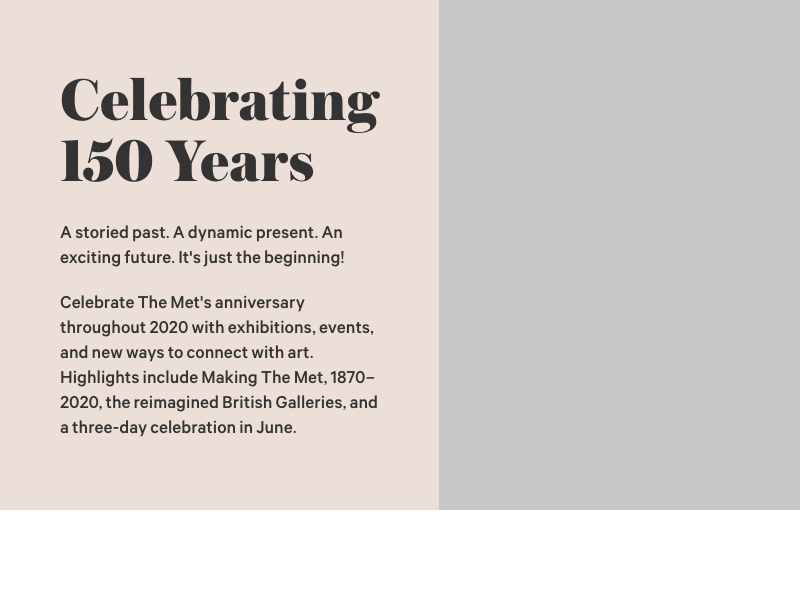 Celebrating
150 Years
A storied past. A dynamic present. An
exciting future. It's just the beginning!
Celebrate The Met's anniversary
throughout 2020 with exhibitions, events,
and new ways to connect with art.
Highlights include Making The Met, 1870–
2020, the reimagined British Galleries, and
a three-day celebration in June.